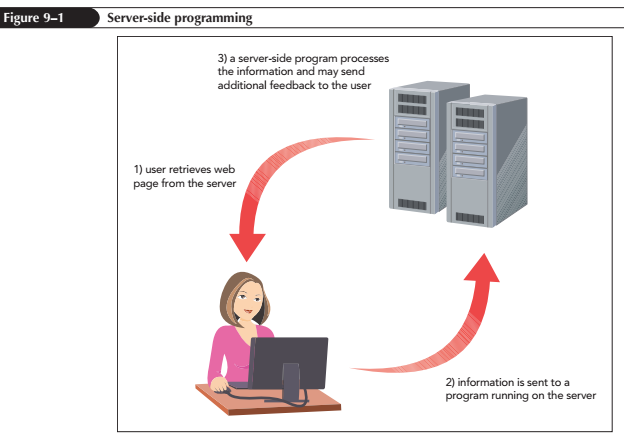 Figure 9–1
Server-side programming
3) a server-side program processes
the information and may send
additional feedback to the user
1) user retrieves web
page from the server
2) information is sent to a
program running on the server